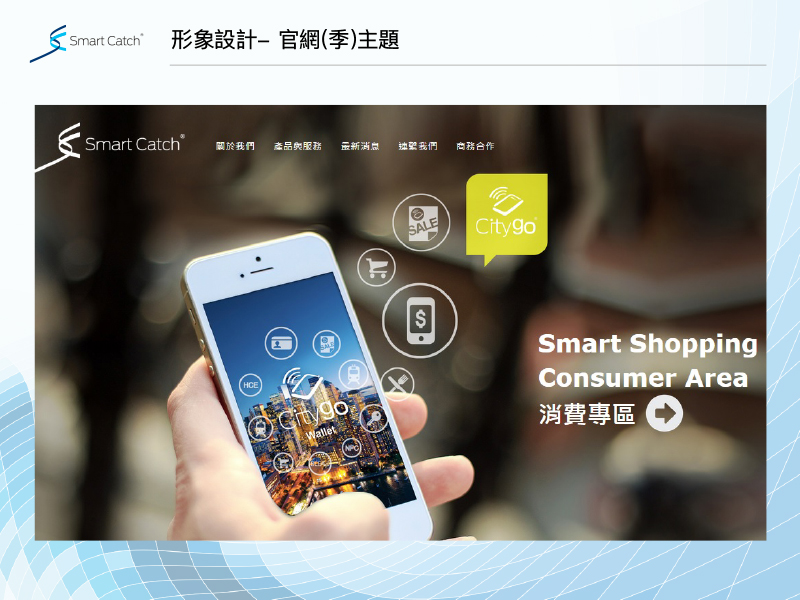 Smart Catch®
形象設計– 官網(季)主題
Smart Catch®
關於我們 產品與服務 最新消息 連繫我們 商務合作
SALE
Citygo
$
Smart Shopping
Consumer Area
消費專區
SALE
HCE
Citygo
Wallet
NFC